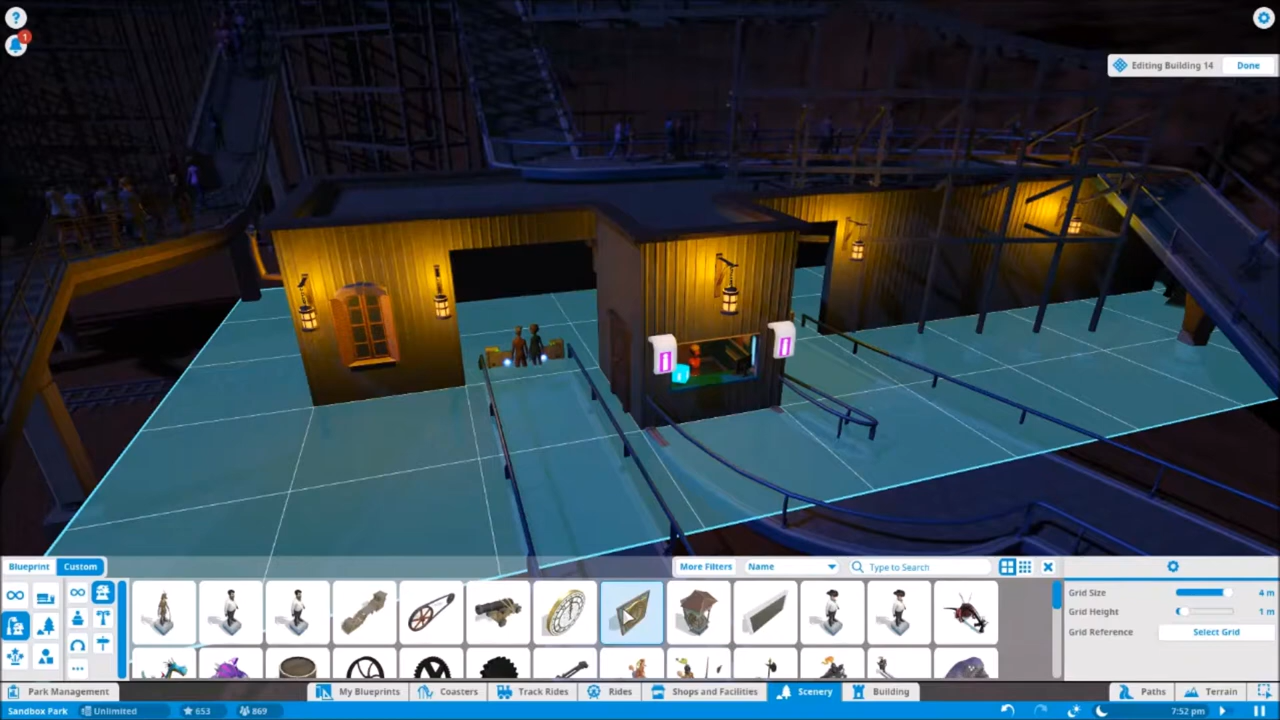 ?
1
Editing Building 14 Done
Blueprint Custom More Filters Name Type to Search
Grid Size 4 m
Grid Height 1 m
Grid Reference Select Grid
Park Management My Blueprints Coasters Track Rides Rides Shops and Facilities Scenery Building Paths Terrain
Sandbox Park Unlimited 653 869 7:52 pm